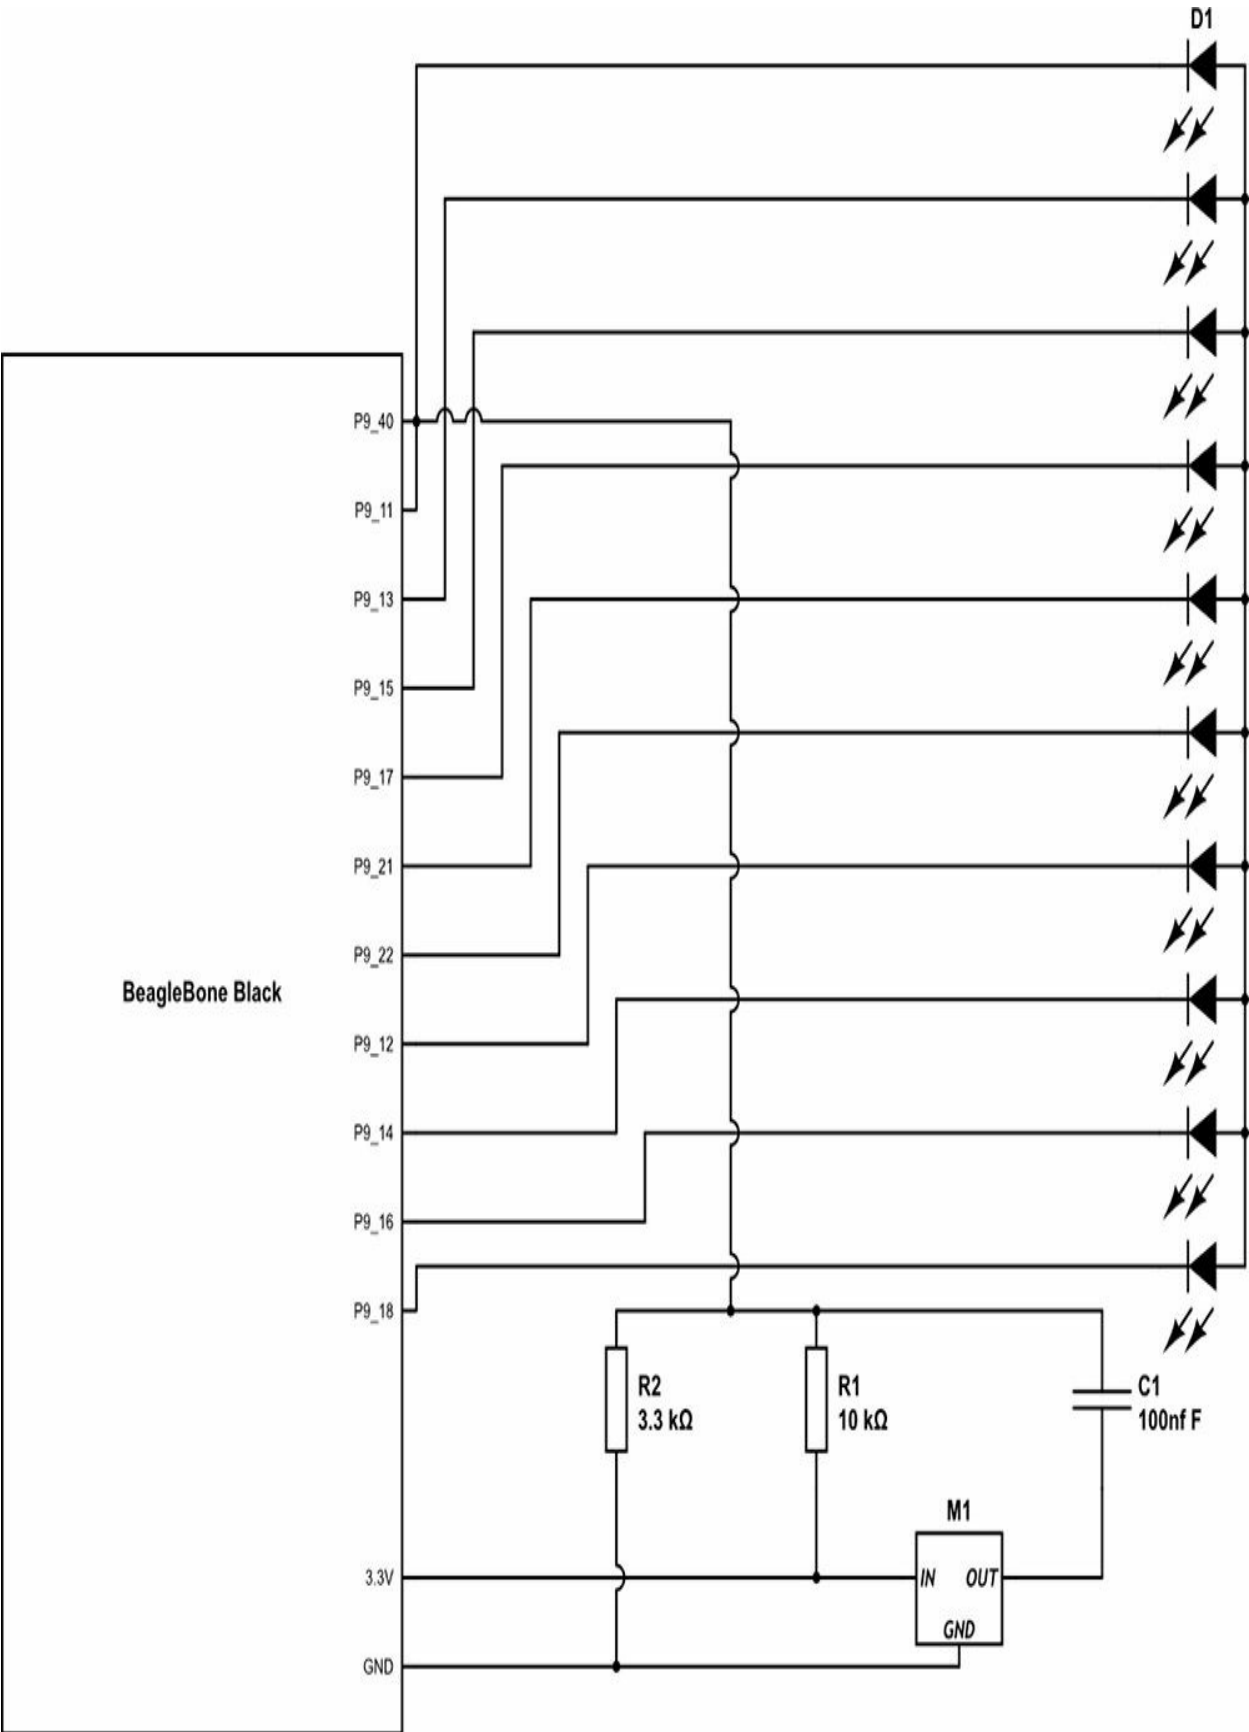 D1
P9_40
P9_11
P9_13
P9_15
P9_17
P9_21
P9_22
BeagleBone Black
P9_12
P9_14
P9_16
P9_18
R2
3.3 kΩ
R1
10 kΩ
C1
100nf F
M1
3.3V
IN OUT
GND
GND